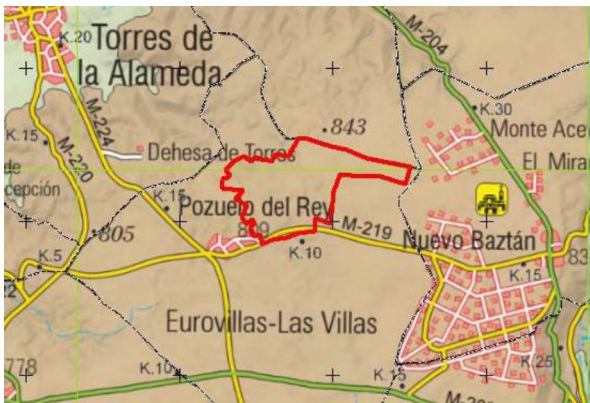 K.20
Torres de
la Alameda
M-204
K.30
M-224
843
Monte Ace
K.15
M-220
Dehesa de Torres
El Mira
de
cepción
K.15
Pozuelo del Rey
805
809
M-219
Nuevo Baztán
K.5
K.10
83
K.15
Eurovillas-Las Villas
778
K.10
K.15
K.25